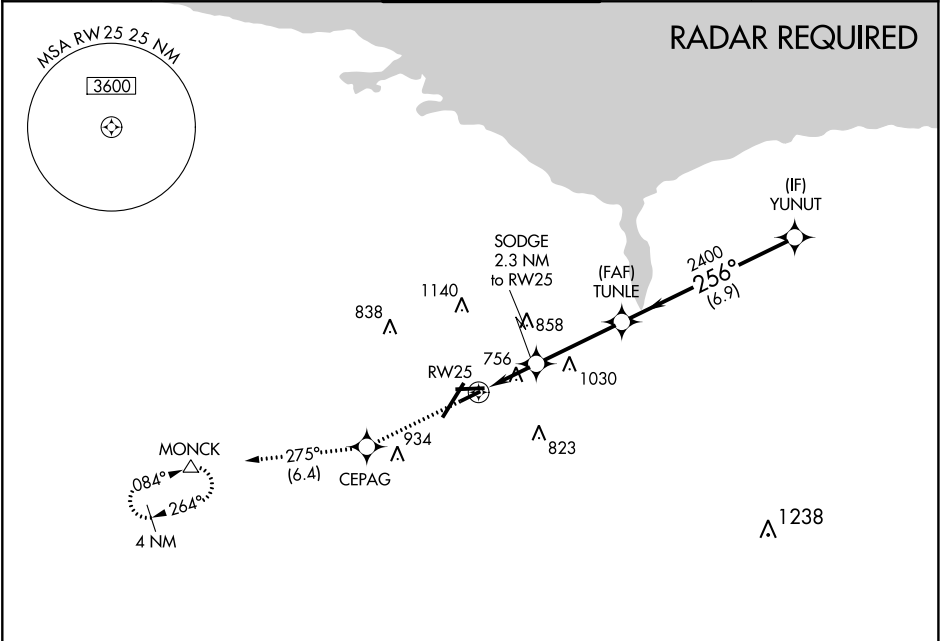 RADAR REQUIRED
MSA RW25 25 NM
3600
(IF)
YUNUT
2400
256°
(6.9)
(FAF)
TUNLE
SODGE
2.3 NM
to RW25
1140
838
858
756
RW25
1030
934
823
MONCK
275°
(6.4)
CEPAG
084°
264°
4 NM
1238